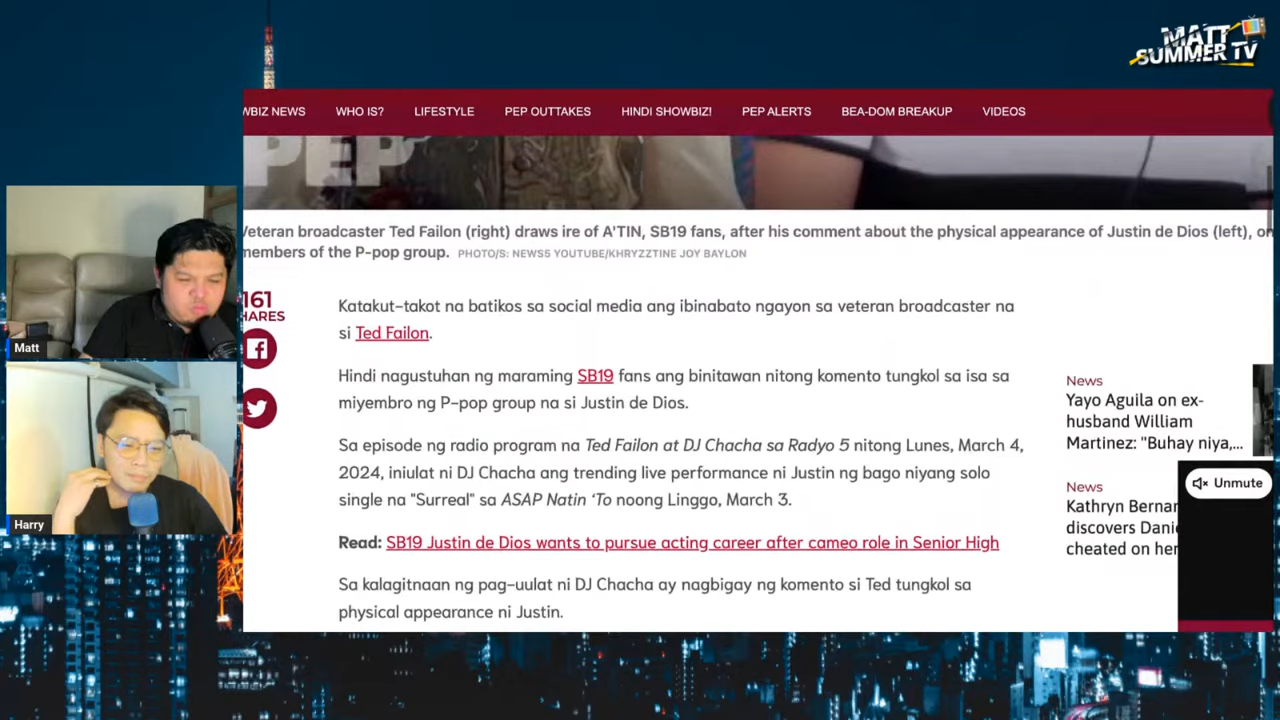 MATT
SUMMER TV
WBIZ NEWS WHO IS? LIFESTYLE PEP OUTTAKES HINDI SHOWBIZ! PEP ALERTS BEA-DOM BREAKUP VIDEOS
PEP
Veteran broadcaster Ted Failon (right) draws ire of A'TIN, SB19 fans, after his comment about the physical appearance of Justin de Dios (left), on
members of the P-pop group. PHOTO/S: NEWS5 YOUTUBE/KHRYZZTINE JOY BAYLON
161
HARES
Katakut-takot na batikos sa social media ang ibinabato ngayon sa veteran broadcaster na
si Ted Failon.
Hindi nagustuhan ng maraming SB19 fans ang binitawan nitong komento tungkol sa isa sa
miyembro ng P-pop group na si Justin de Dios.
Sa episode ng radio program na Ted Failon at DJ Chacha sa Radyo 5 nitong Lunes, March 4,
2024, iniulat ni DJ Chacha ang trending live performance ni Justin ng bago niyang solo
single na "Surreal" sa ASAP Natin 'To noong Linggo, March 3.
Read: SB19 Justin de Dios wants to pursue acting career after cameo role in Senior High
Sa kalagitnaan ng pag-uulat ni DJ Chacha ay nagbigay ng komento si Ted tungkol sa
physical appearance ni Justin.
News
Yayo Aguila on ex-
husband William
Martinez: "Buhay niya,...
News
Kathryn Bernar
discovers Danie
cheated on her
Unmute
Matt
Harry